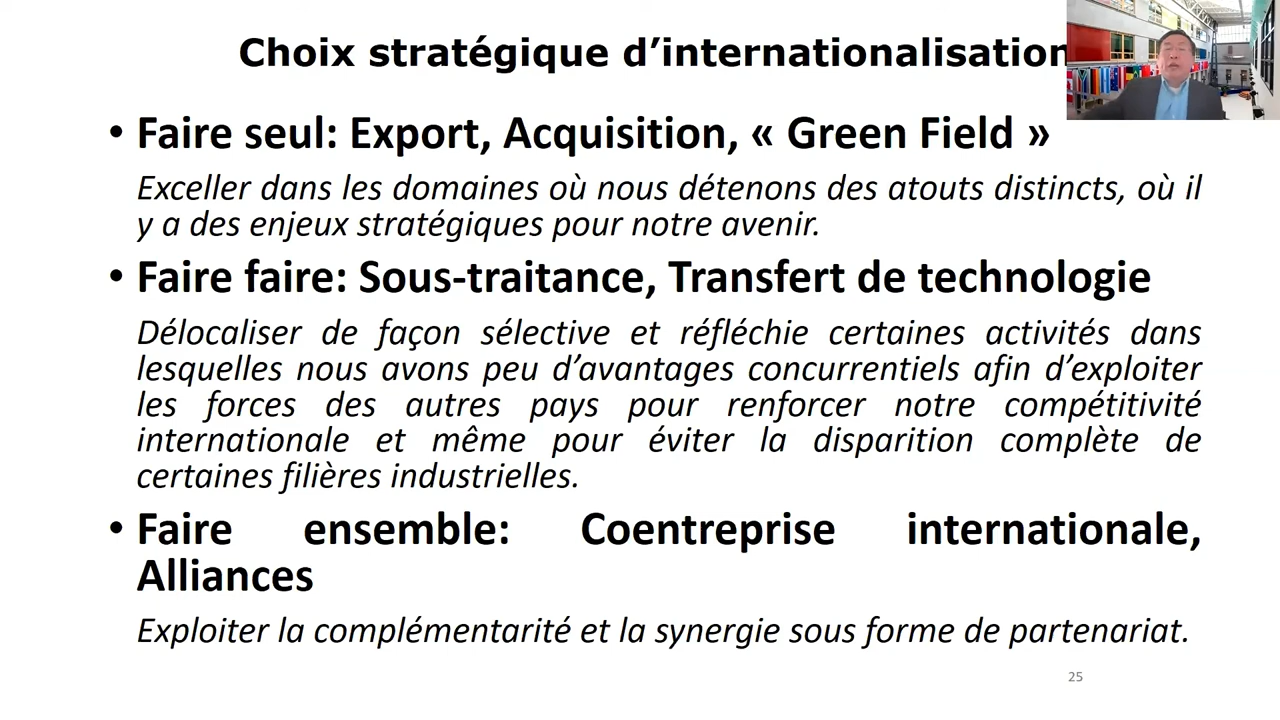 Choix stratégique d’internationalisation
• Faire seul: Export, Acquisition, « Green Field »
Exceller dans les domaines où nous détenons des atouts distincts, où il
y a des enjeux stratégiques pour notre avenir.
• Faire faire: Sous-traitance, Transfert de technologie
Délocaliser de façon sélective et réfléchie certaines activités dans
lesquelles nous avons peu d’avantages concurrentiels afin d’exploiter
les forces des autres pays pour renforcer notre compétitivité
internationale et même pour éviter la disparition complète de
certaines filières industrielles.
• Faire ensemble: Coentreprise internationale,
Alliances
Exploiter la complémentarité et la synergie sous forme de partenariat.
25